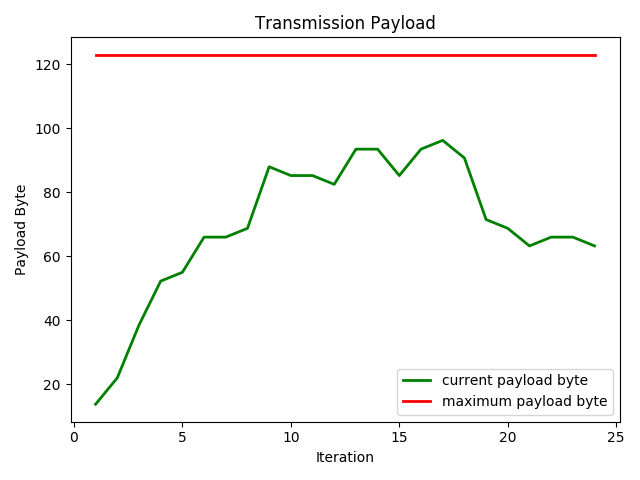 Transmission Payload
120
100
80
60
40
20
Payload Byte
0
5
10
15
20
25
Iteration
current payload byte
maximum payload byte